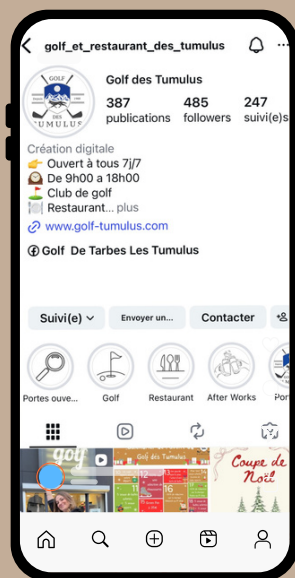 golf_et_restaurant_des_tumulus
GOLF
DES
TUMULUS
Golf des Tumulus
387 485 247
publications followers suivi(e)s
Création digitale
Ouvert à tous 7j/7
De 9h00 a 18h00
Club de golf
Restaurant... plus
www.golf-tumulus.com
Golf De Tarbes Les Tumulus
Suivi(e)
Envoyer un...
Contacter
Portes ouve...
Golf
Restaurant
After Works
Port
golf
Golf des Tumulus
Coupe de
Noël